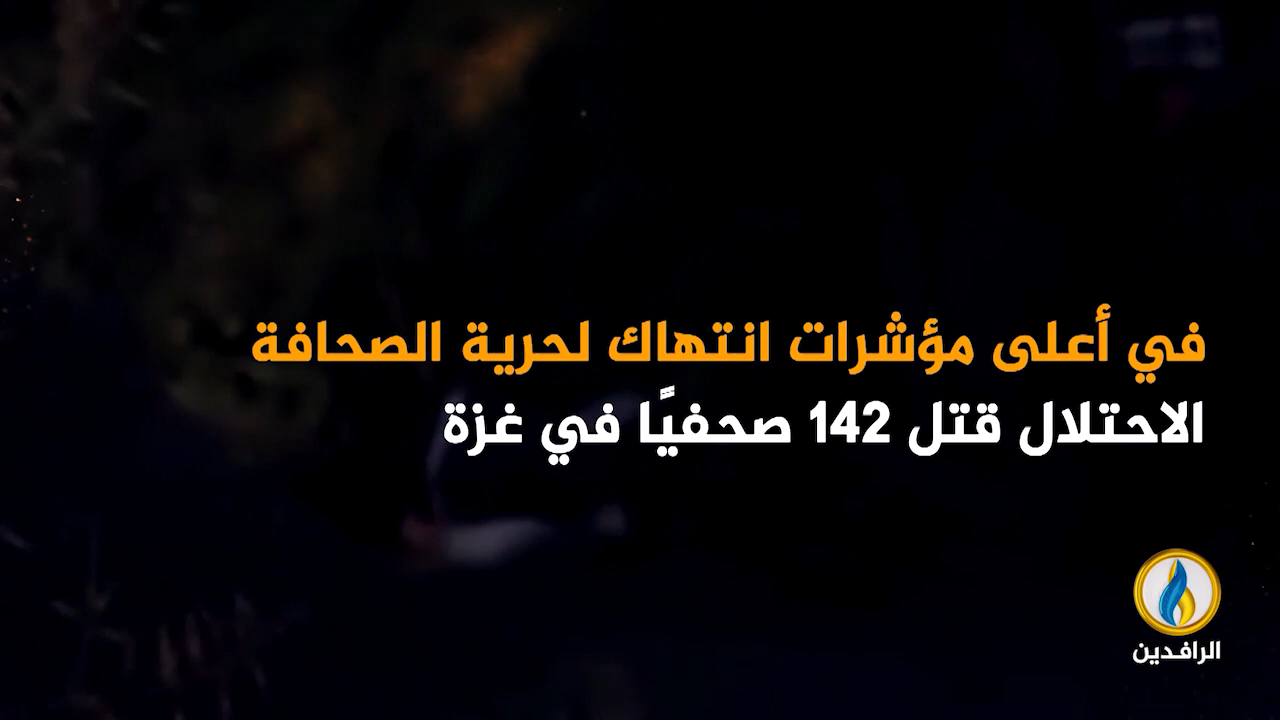 في أعلى مؤشرات انتهاك لحرية الصحافة
الاحتلال قتل 142 صحفيًا في غزة
الرافدين